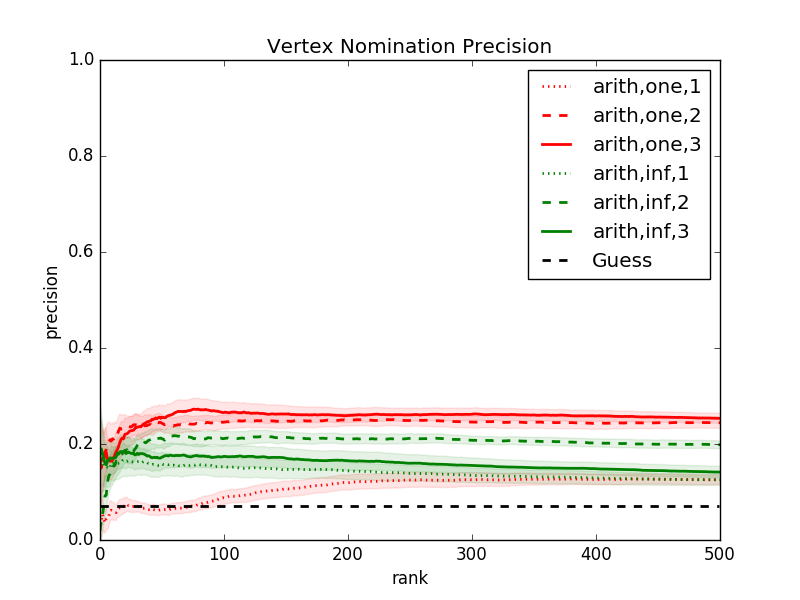 Vertex Nomination Precision
1.0
0.8
0.6
0.4
0.2
0.0
precision
arith,one,1
arith,one,2
arith,one,3
arith,inf,1
arith,inf,2
arith,inf,3
Guess
0 100 200 300 400 500
rank